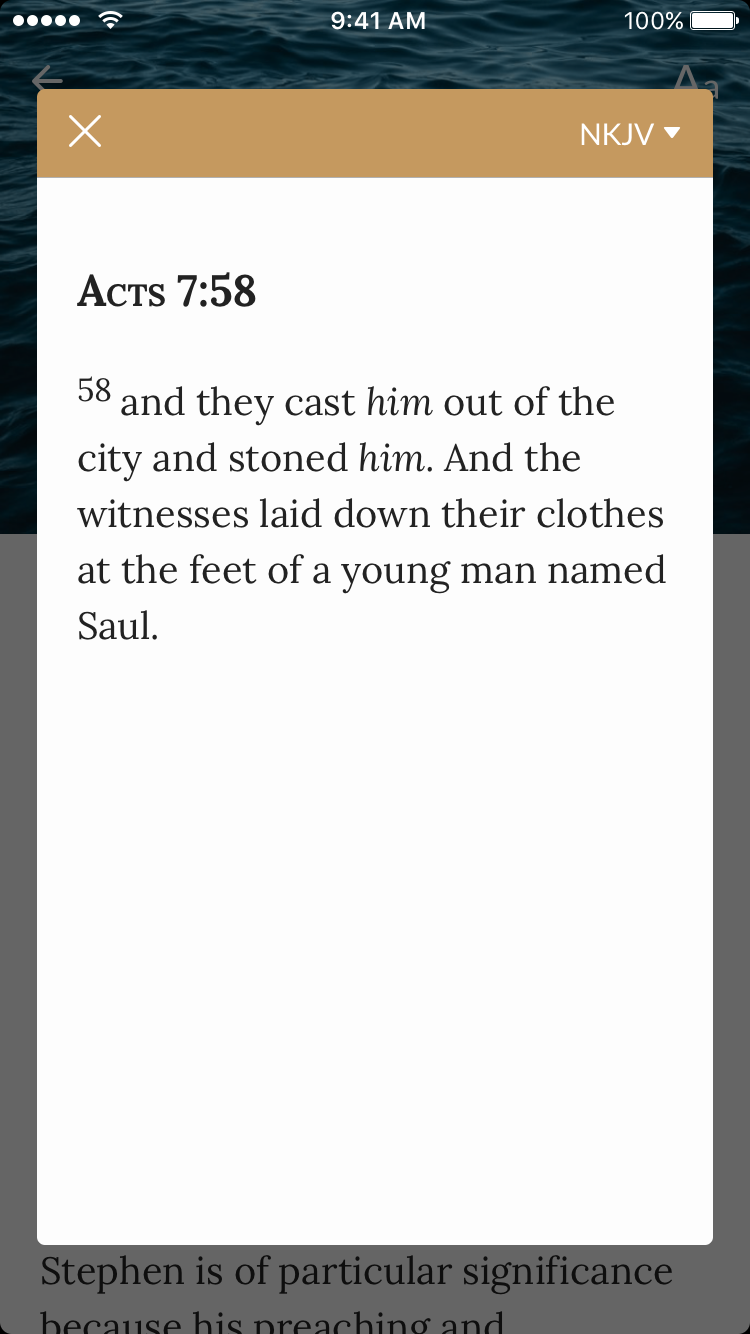 9:41 AM
100%
Aa
NKJV
Acts 7:58
58 and they cast him out of the
city and stoned him. And the
witnesses laid down their clothes
at the feet of a young man named
Saul.
Stephen is of particular significance
because his preaching and